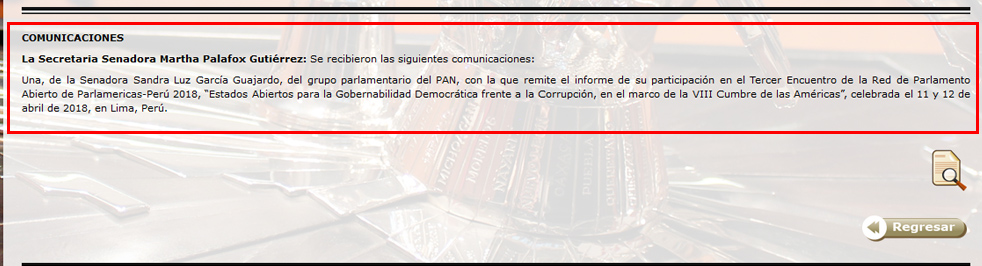 COMUNICACIONES
La Secretaria Senadora Martha Palafox Gutiérrez: Se recibieron las siguientes comunicaciones:
Una, de la Senadora Sandra Luz García Guajardo, del grupo parlamentario del PAN, con la que remite el informe de su participación en el Tercer Encuentro de la Red de Parlamento
Abierto de Parlamericas-Perú 2018, “Estados Abiertos para la Gobernabilidad Democrática frente a la Corrupción, en el marco de la VIII Cumbre de las Américas”, celebrada el 11 y 12 de
abril de 2018, en Lima, Perú.
Regresar